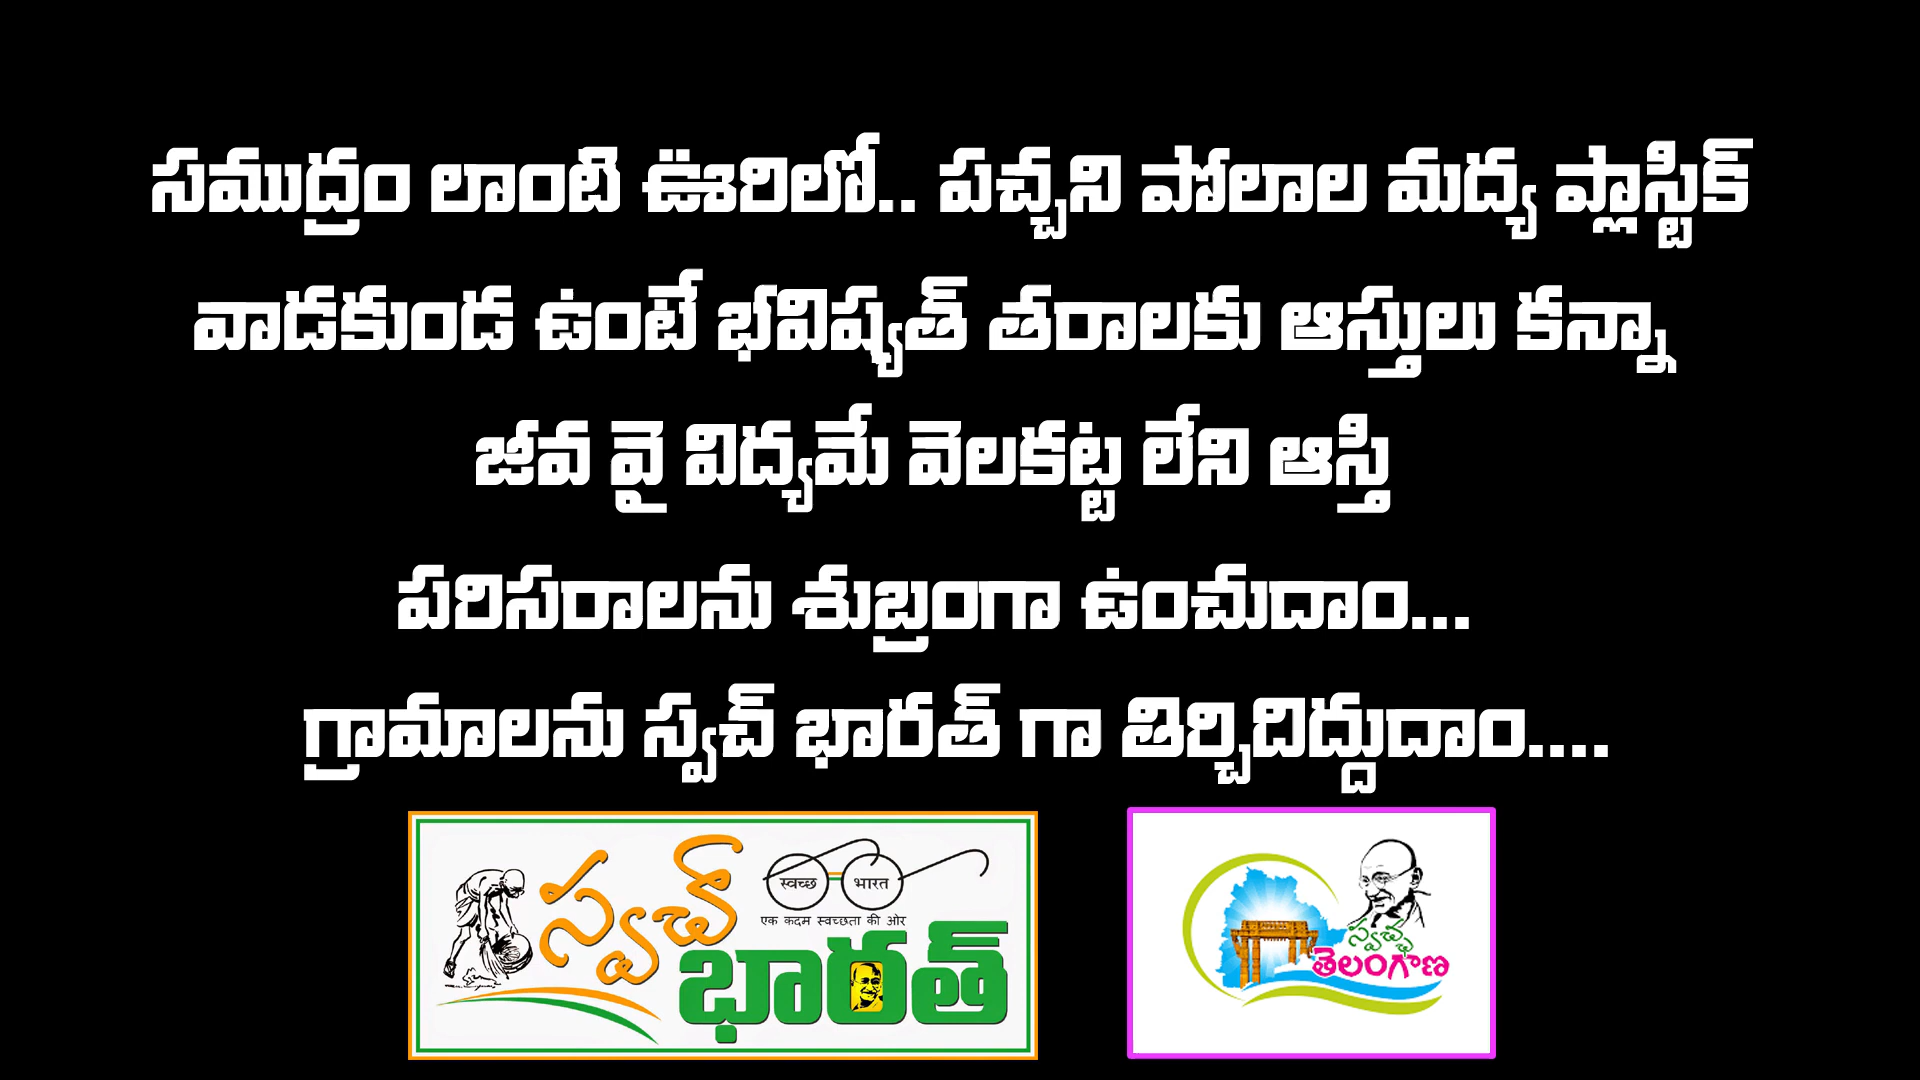 సముద్రం లాంటి ఊరిలో.. పచ్చని పోలాల మద్య ప్లాస్టిక్
వాడకుండ ఉంటే భవిష్యత్ తరాలకు ఆస్తులు కన్నా
జీవ వై విద్యమే వెలకట్ట లేని ఆస్తి
పరిసరాలను శుబ్రంగా ఉంచుదాం...
గ్రామాలను స్వచ్ భారత్ గా తిర్చిదిద్దుదాం....
స్వచ్ భారత్
स्वच्छ भारत
एक कदम स्वच्छता की ओर
స్వచ్ఛ
తెలంగాణ